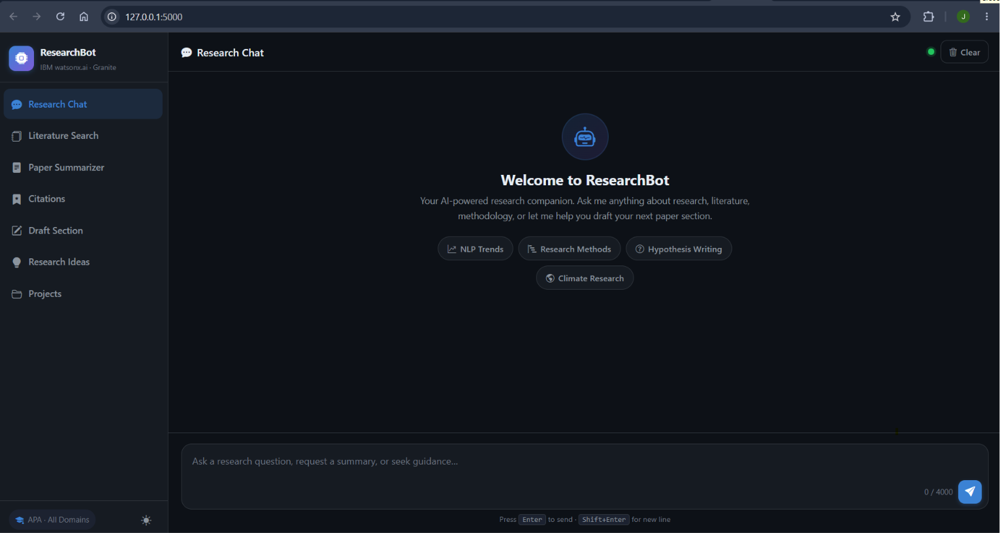 127.0.0.1:5000
J
ResearchBot
IBM watsonx.ai · Granite
Research Chat
Literature Search
Paper Summarizer
Citations
Draft Section
Research Ideas
Projects
APA · All Domains
Research Chat
Clear
Welcome to ResearchBot
Your AI-powered research companion. Ask me anything about research, literature,
methodology, or let me help you draft your next paper section.
NLP Trends
Research Methods
Hypothesis Writing
Climate Research
Ask a research question, request a summary, or seek guidance...
0 / 4000
Press Enter to send · Shift+Enter for new line